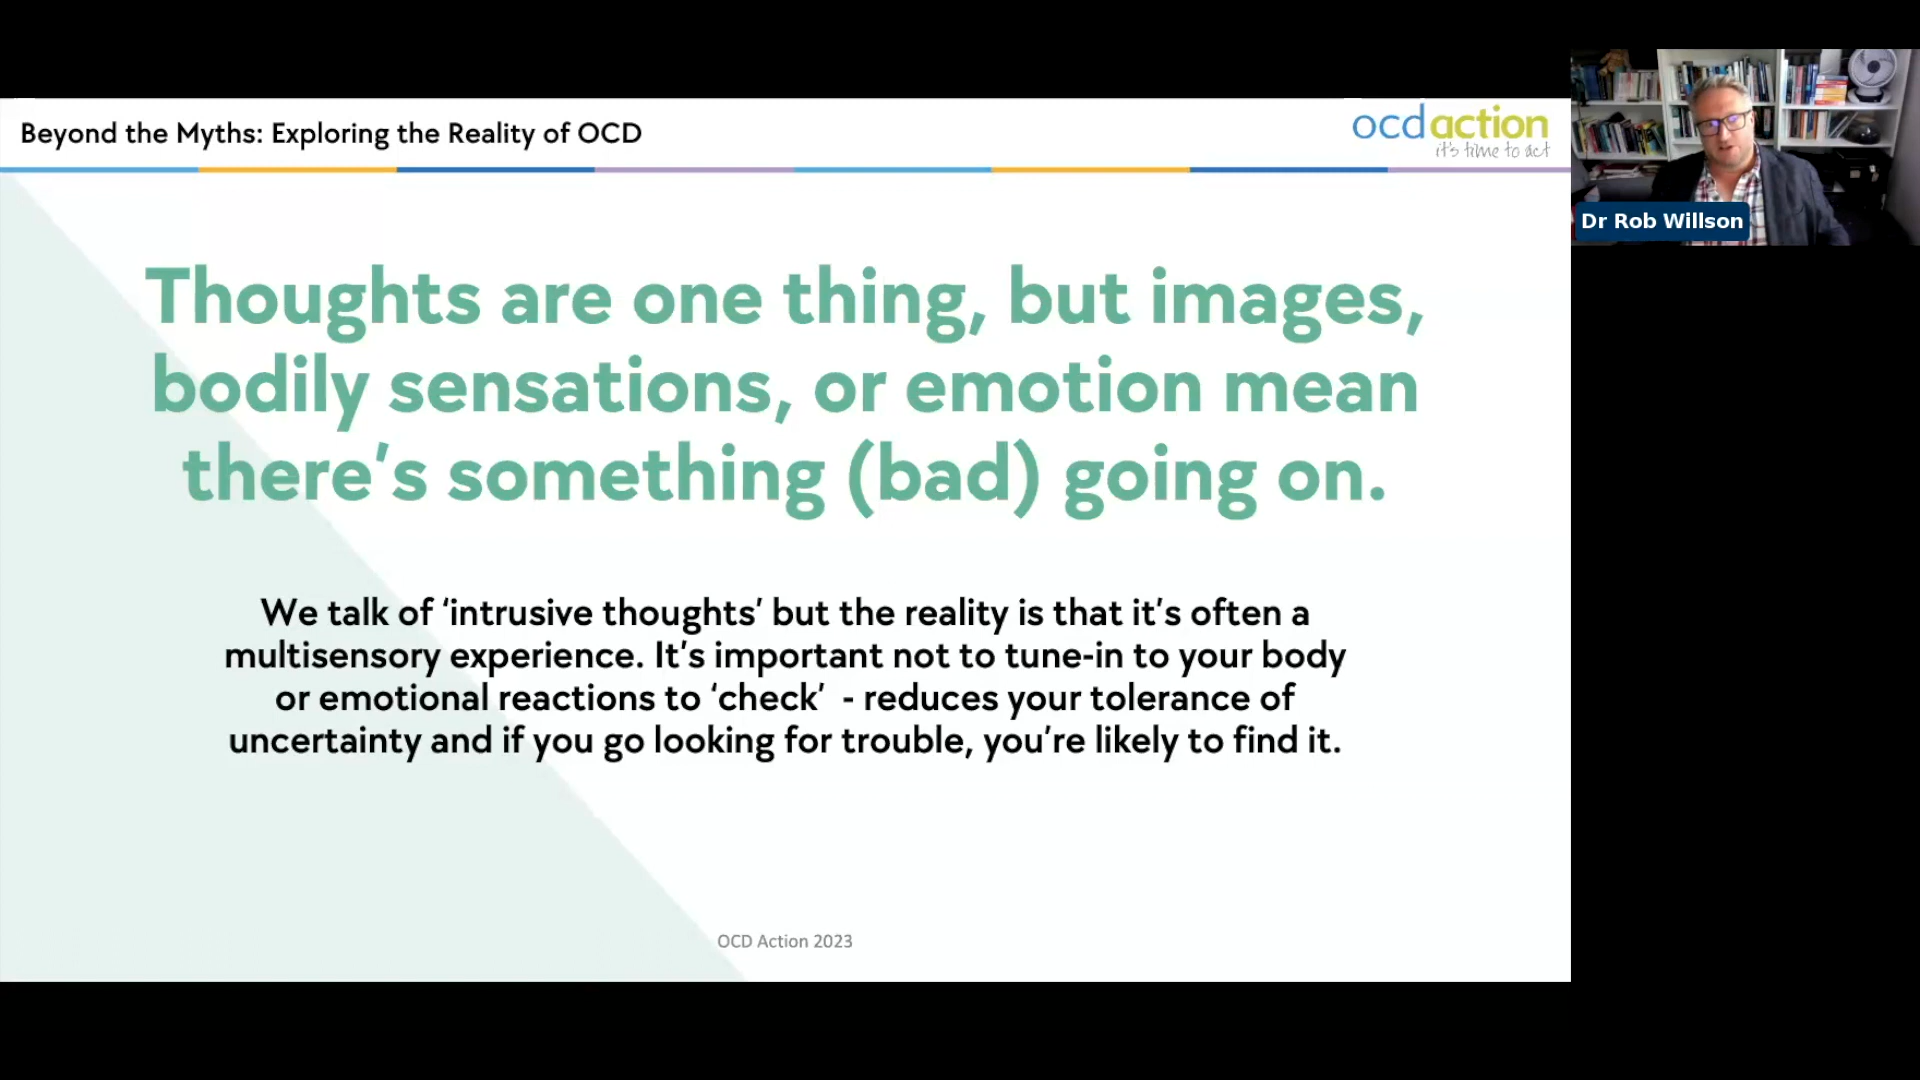 Beyond the Myths: Exploring the Reality of OCD
ocdaction
it's time to act
Dr Rob Willson
Thoughts are one thing, but images,
bodily sensations, or emotion mean
there's something (bad) going on.
We talk of 'intrusive thoughts' but the reality is that it's often a
multisensory experience. It's important not to tune-in to your body
or emotional reactions to 'check'  - reduces your tolerance of
uncertainty and if you go looking for trouble, you're likely to find it.
OCD Action 2023